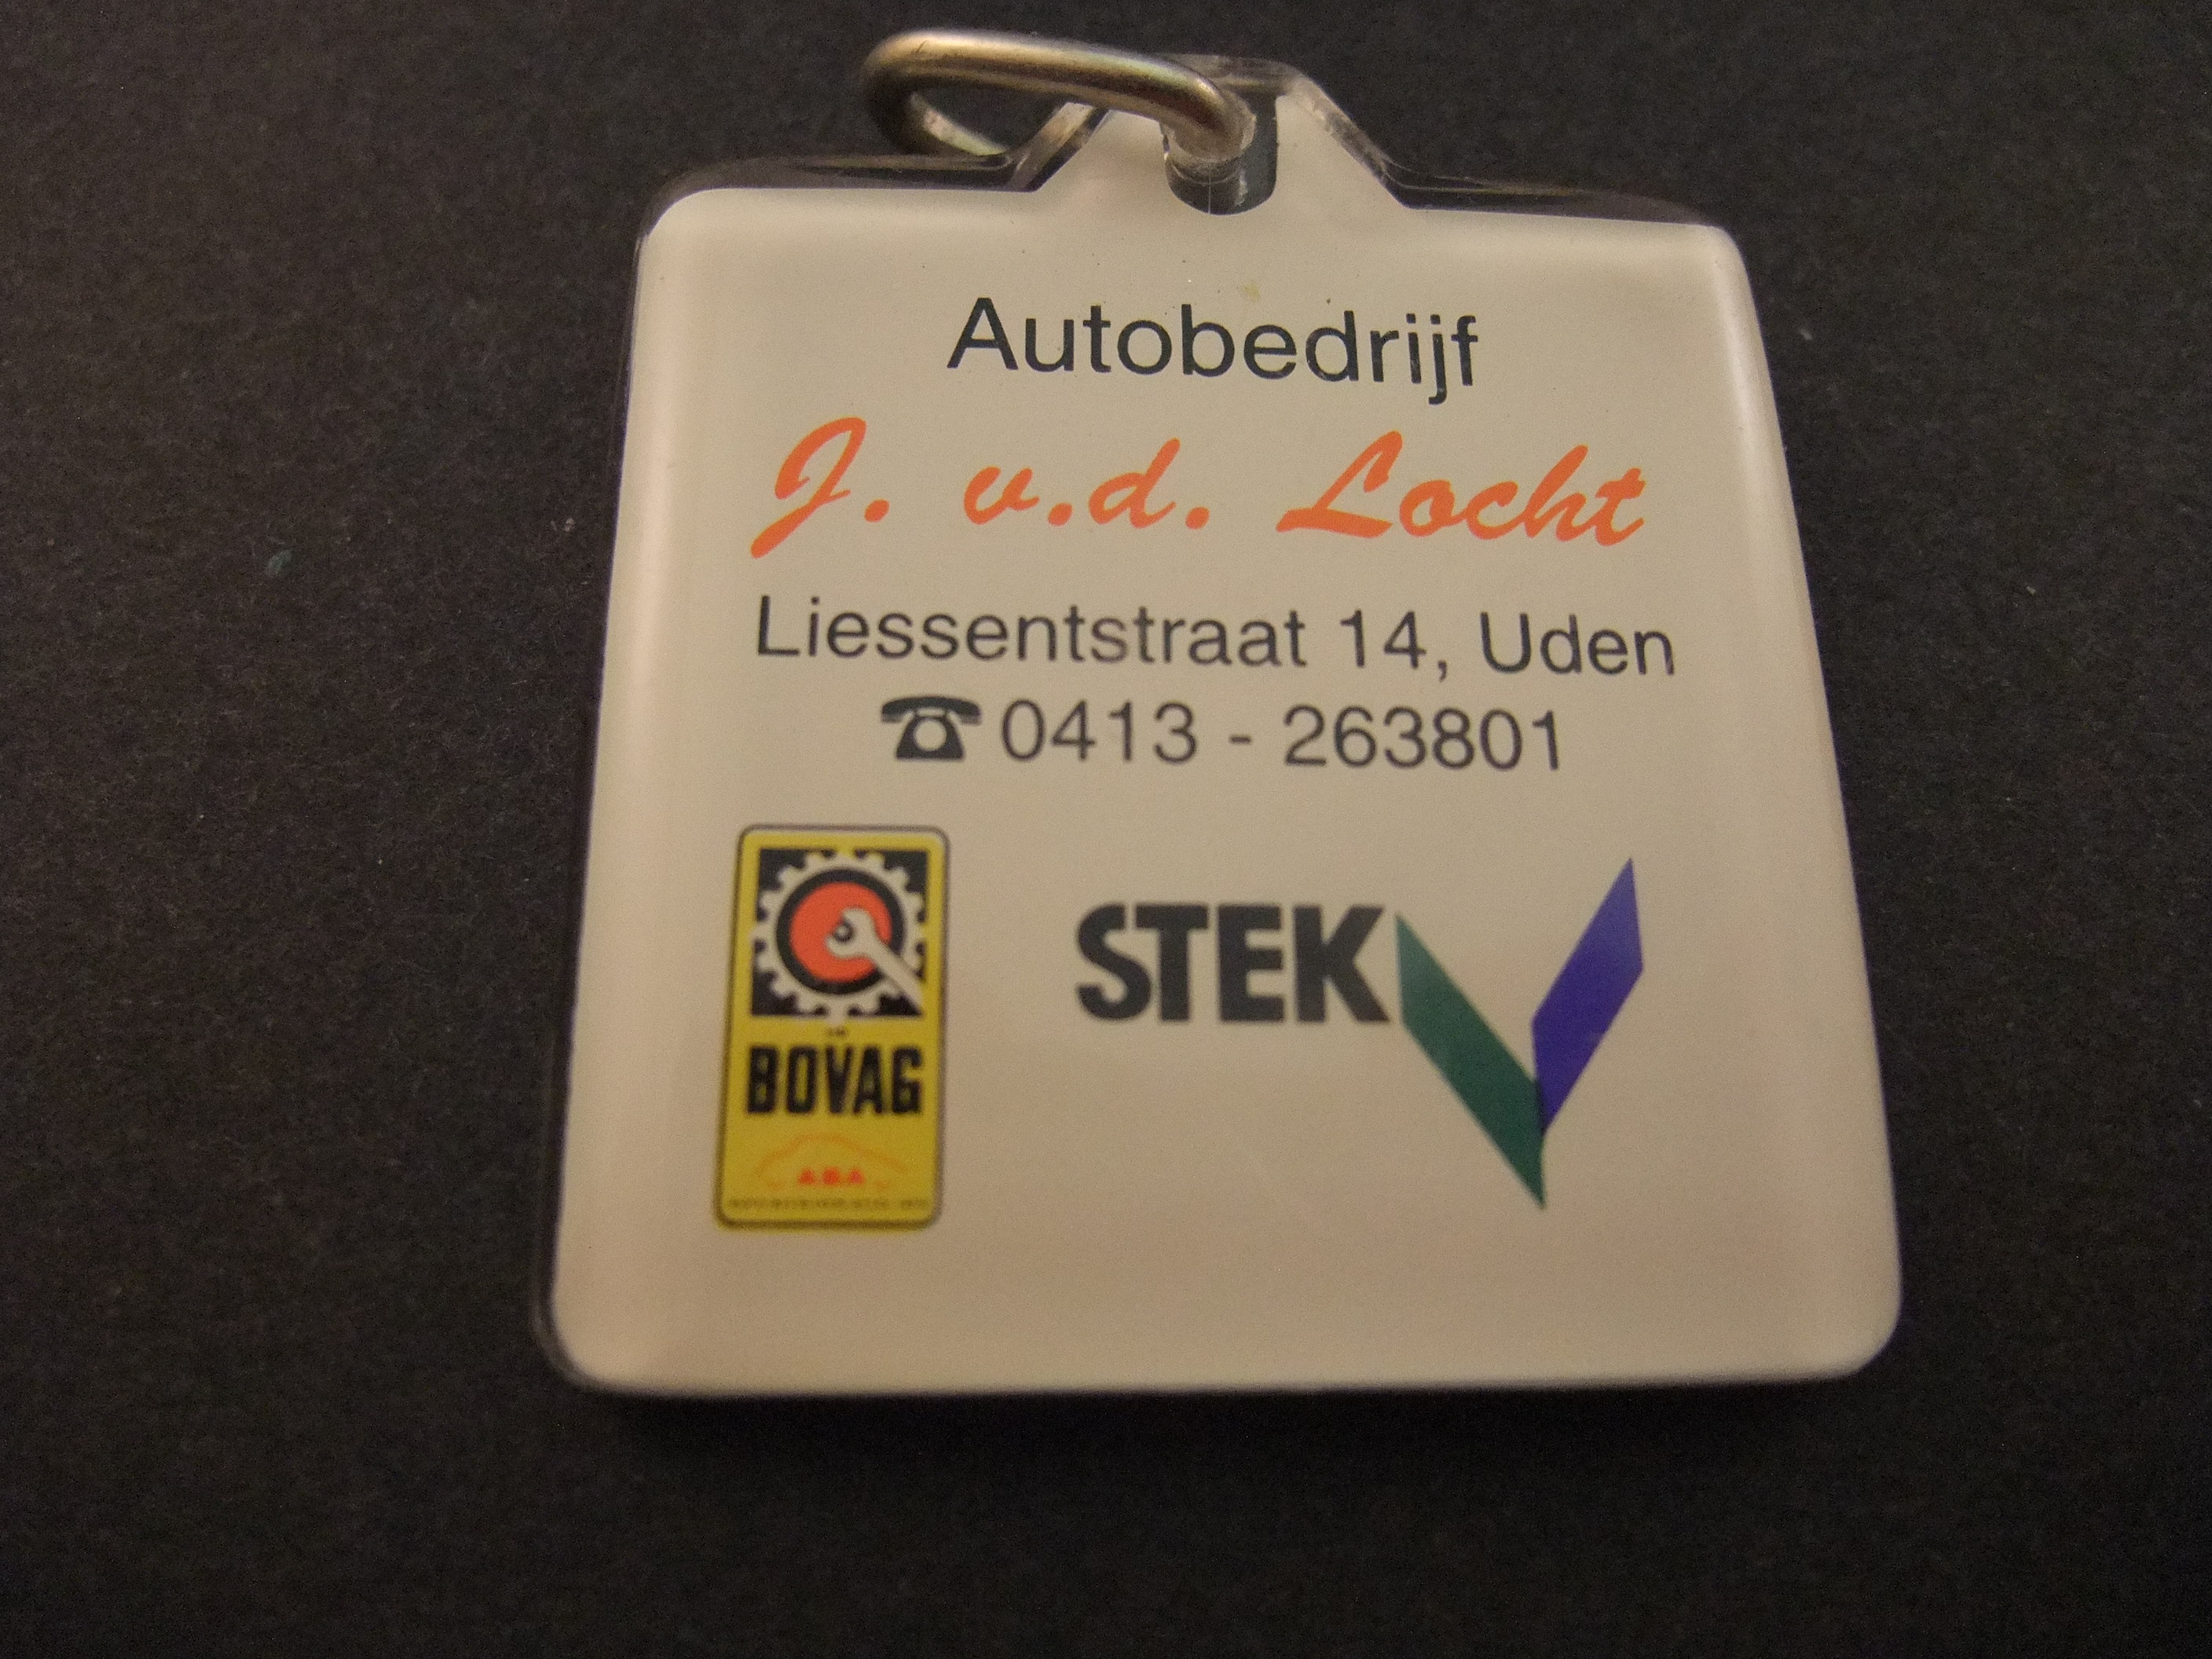 Autobedrijf
J. v.d. Locht
Liessentstraat 14, Uden
☎ 0413 - 263801
STEK
BOVAG